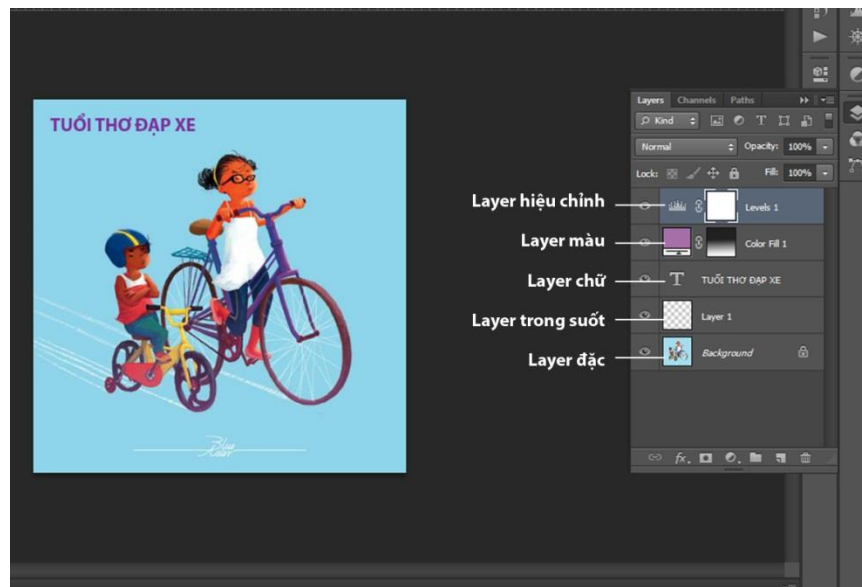 TUỔI THƠ ĐẠP XE
Blue
Layers Channels Paths
Kind
Normal Opacity: 100%
Lock: Fill: 100%
Layer hiệu chỉnh
Levels 1
Layer màu
Color Fill 1
Layer chữ
T TUỔI THƠ ĐẠP XE
Layer trong suốt
Layer 1
Layer đặc
Background
fx